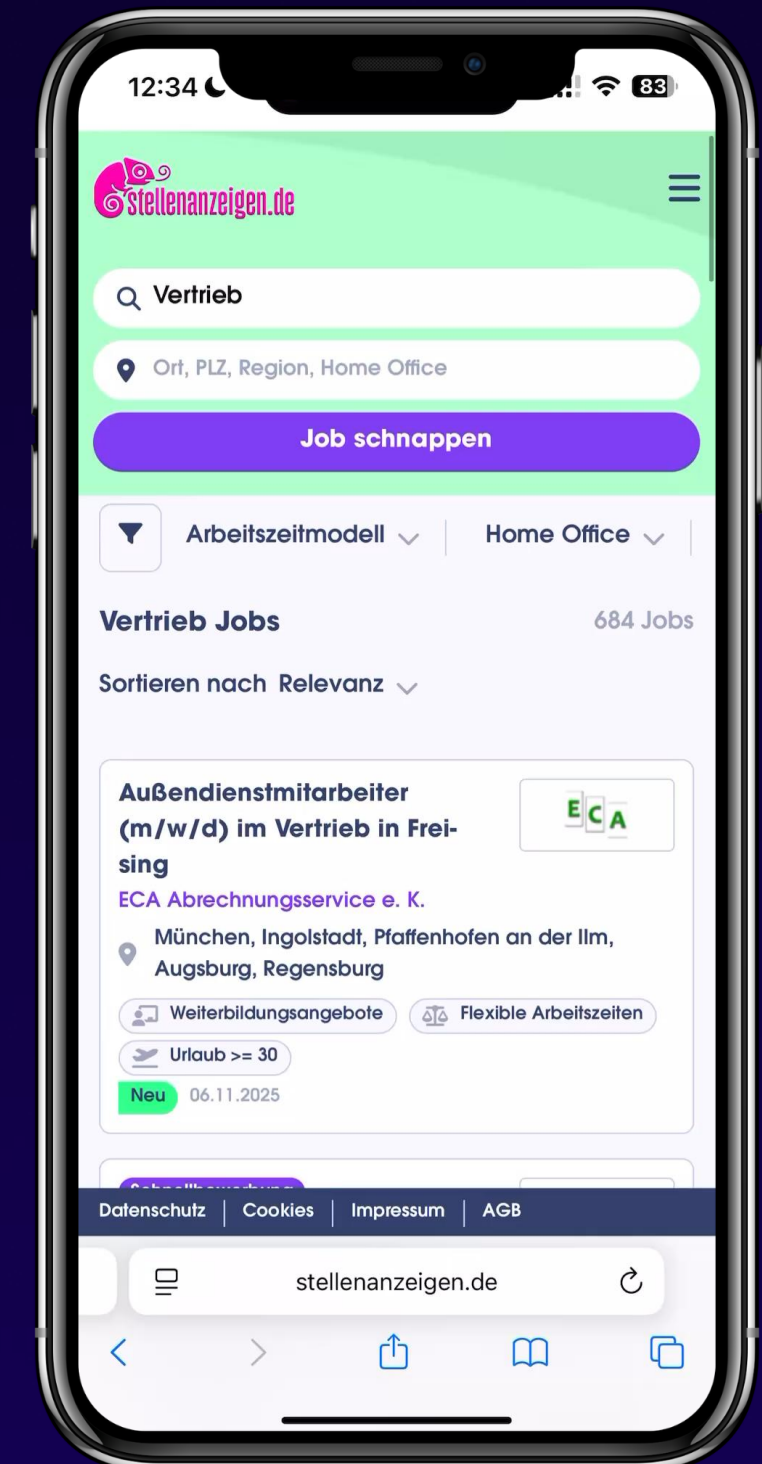 12:34
83
stellenanzeigen.de
Vertrieb
Ort, PLZ, Region, Home Office
Job schnappen
Arbeitszeitmodell
Home Office
Vertrieb Jobs
684 Jobs
Sortieren nach Relevanz
Außendienstmitarbeiter
(m/w/d) im Vertrieb in Frei-
sing
ECA
ECA Abrechnungsservice e. K.
München, Ingolstadt, Pfaffenhofen an der Ilm,
Augsburg, Regensburg
Weiterbildungsangebote
Flexible Arbeitszeiten
Urlaub >= 30
Neu 06.11.2025
Datenschutz | Cookies | Impressum | AGB
stellenanzeigen.de